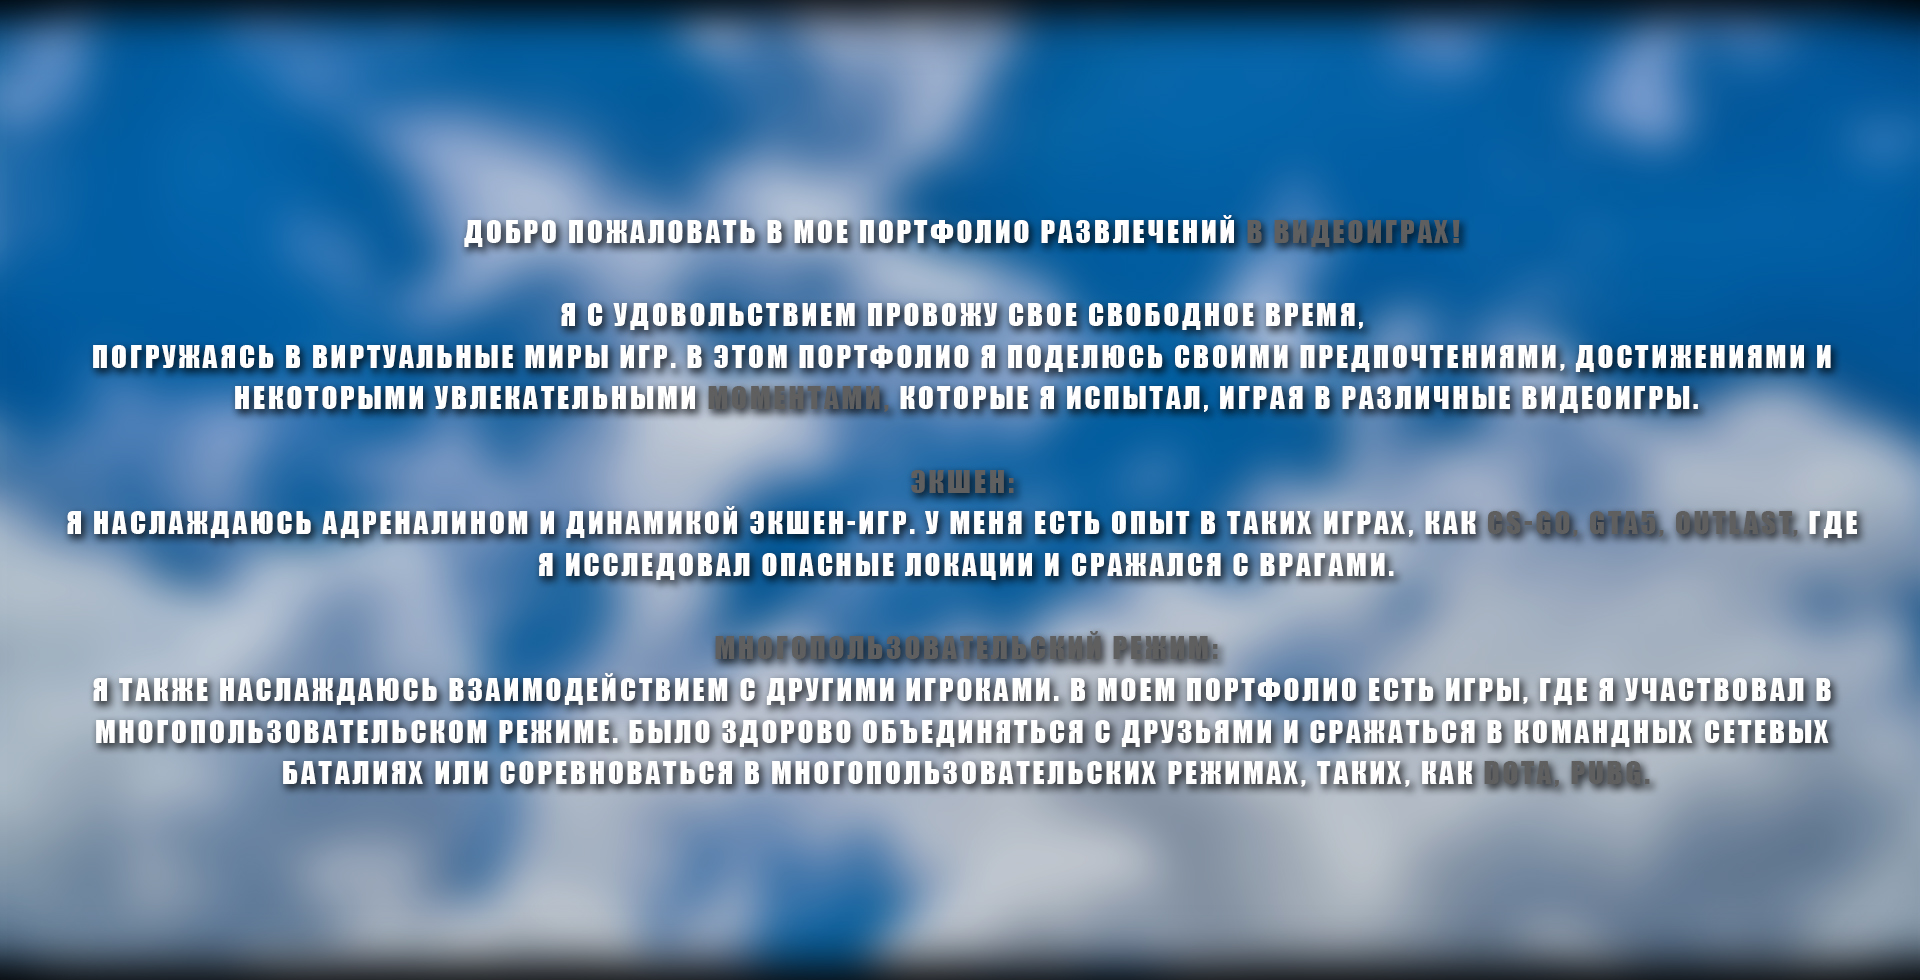 ДОБРО ПОЖАЛОВАТЬ В МОЕ ПОРТФОЛИО РАЗВЛЕЧЕНИЙ В ВИДЕОИГРАХ!
Я С УДОВОЛЬСТВИЕМ ПРОВОЖУ СВОЕ СВОБОДНОЕ ВРЕМЯ,
ПОГРУЖАЯСЬ В ВИРТУАЛЬНЫЕ МИРЫ ИГР. В ЭТОМ ПОРТФОЛИО Я ПОДЕЛЮСЬ СВОИМИ ПРЕДПОЧТЕНИЯМИ, ДОСТИЖЕНИЯМИ И
НЕКОТОРЫМИ УВЛЕКАТЕЛЬНЫМИ МОМЕНТАМИ, КОТОРЫЕ Я ИСПЫТАЛ, ИГРАЯ В РАЗЛИЧНЫЕ ВИДЕОИГРЫ.
ЭКШЕН:
Я НАСЛАЖДАЮСЬ АДРЕНАЛИНОМ И ДИНАМИКОЙ ЭКШЕН-ИГР. У МЕНЯ ЕСТЬ ОПЫТ В ТАКИХ ИГРАХ, КАК CS-GO, GTA5, OUTLAST, ГДЕ
Я ИССЛЕДОВАЛ ОПАСНЫЕ ЛОКАЦИИ И СРАЖАЛСЯ С ВРАГАМИ.
МНОГОПОЛЬЗОВАТЕЛЬСКИЙ РЕЖИМ:
Я ТАКЖЕ НАСЛАЖДАЮСЬ ВЗАИМОДЕЙСТВИЕМ С ДРУГИМИ ИГРОКАМИ. В МОЕМ ПОРТФОЛИО ЕСТЬ ИГРЫ, ГДЕ Я УЧАСТВОВАЛ В
МНОГОПОЛЬЗОВАТЕЛЬСКОМ РЕЖИМЕ. БЫЛО ЗДОРОВО ОБЪЕДИНЯТЬСЯ С ДРУЗЬЯМИ И СРАЖАТЬСЯ В КОМАНДНЫХ СЕТЕВЫХ
БАТАЛИЯХ ИЛИ СОРЕВНОВАТЬСЯ В МНОГОПОЛЬЗОВАТЕЛЬСКИХ РЕЖИМАХ, ТАКИХ, КАК DOTA, PUBG.